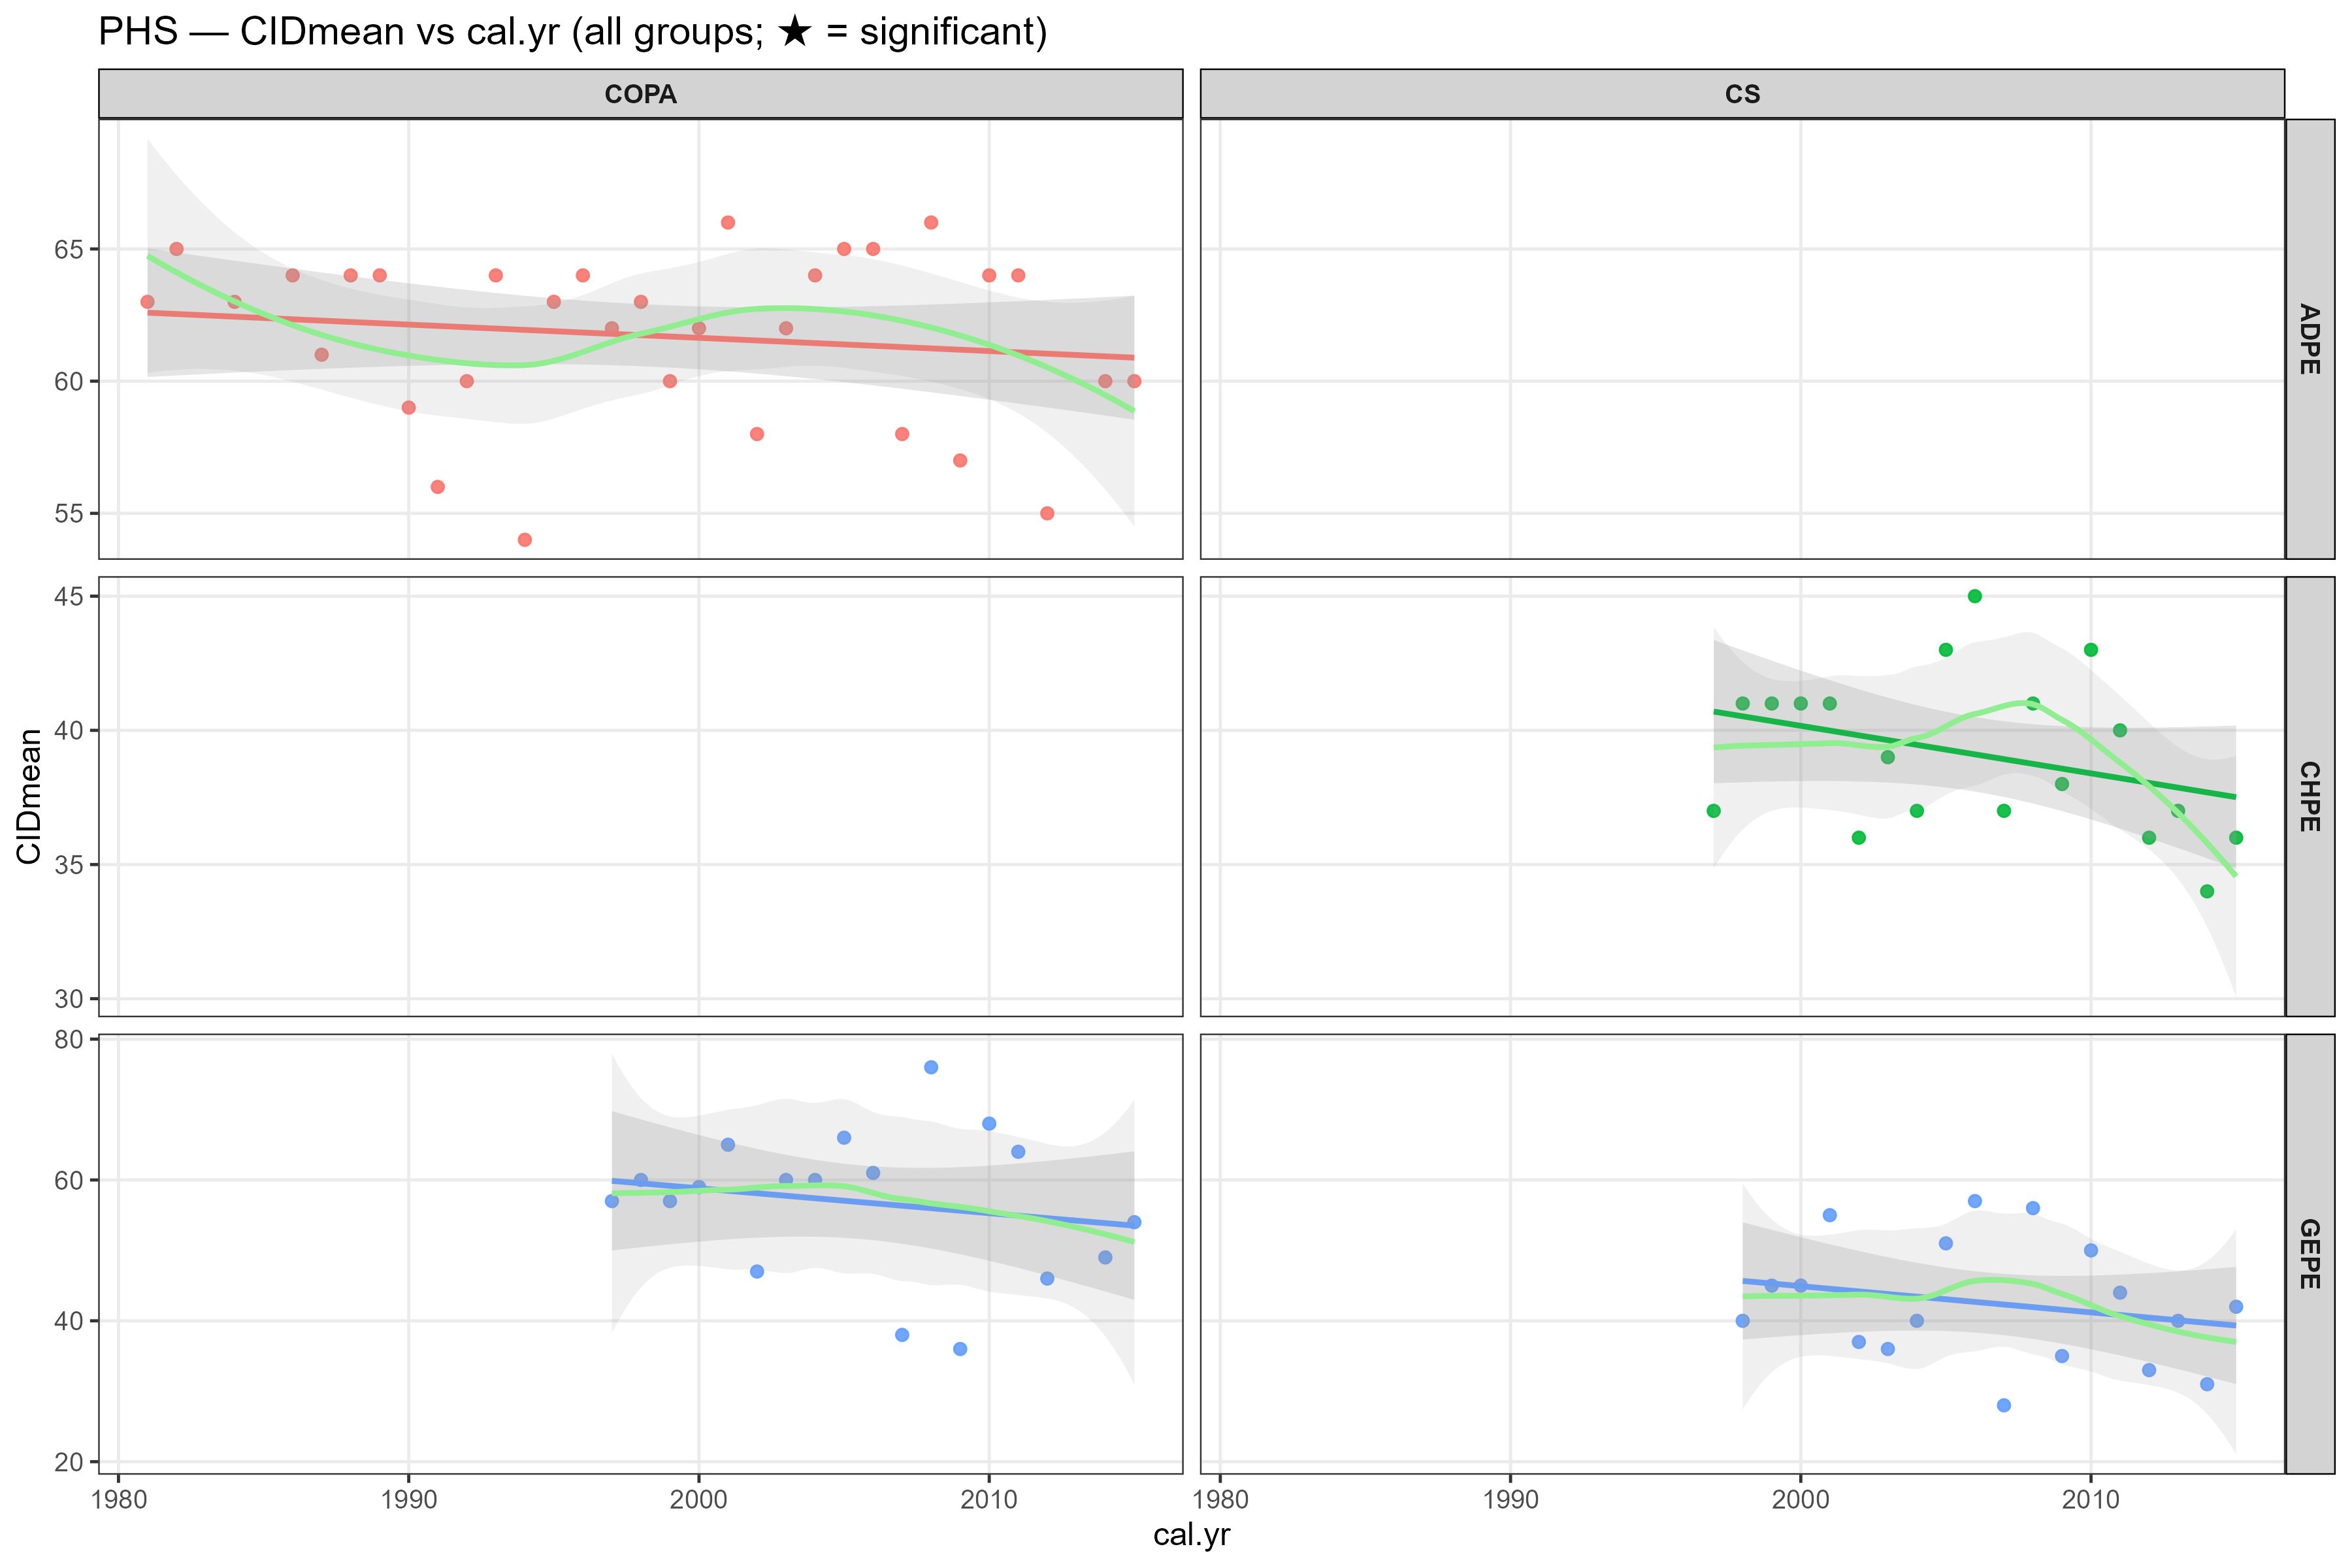 PHS — CIDmean vs cal.yr (all groups; ★ = significant)
COPA
CS
65
60
55
ADPE
45
40
35
30
CHPE
80
60
40
20
GEPE
CIDmean
1980
1990
2000
2010
1980
1990
2000
2010
cal.yr